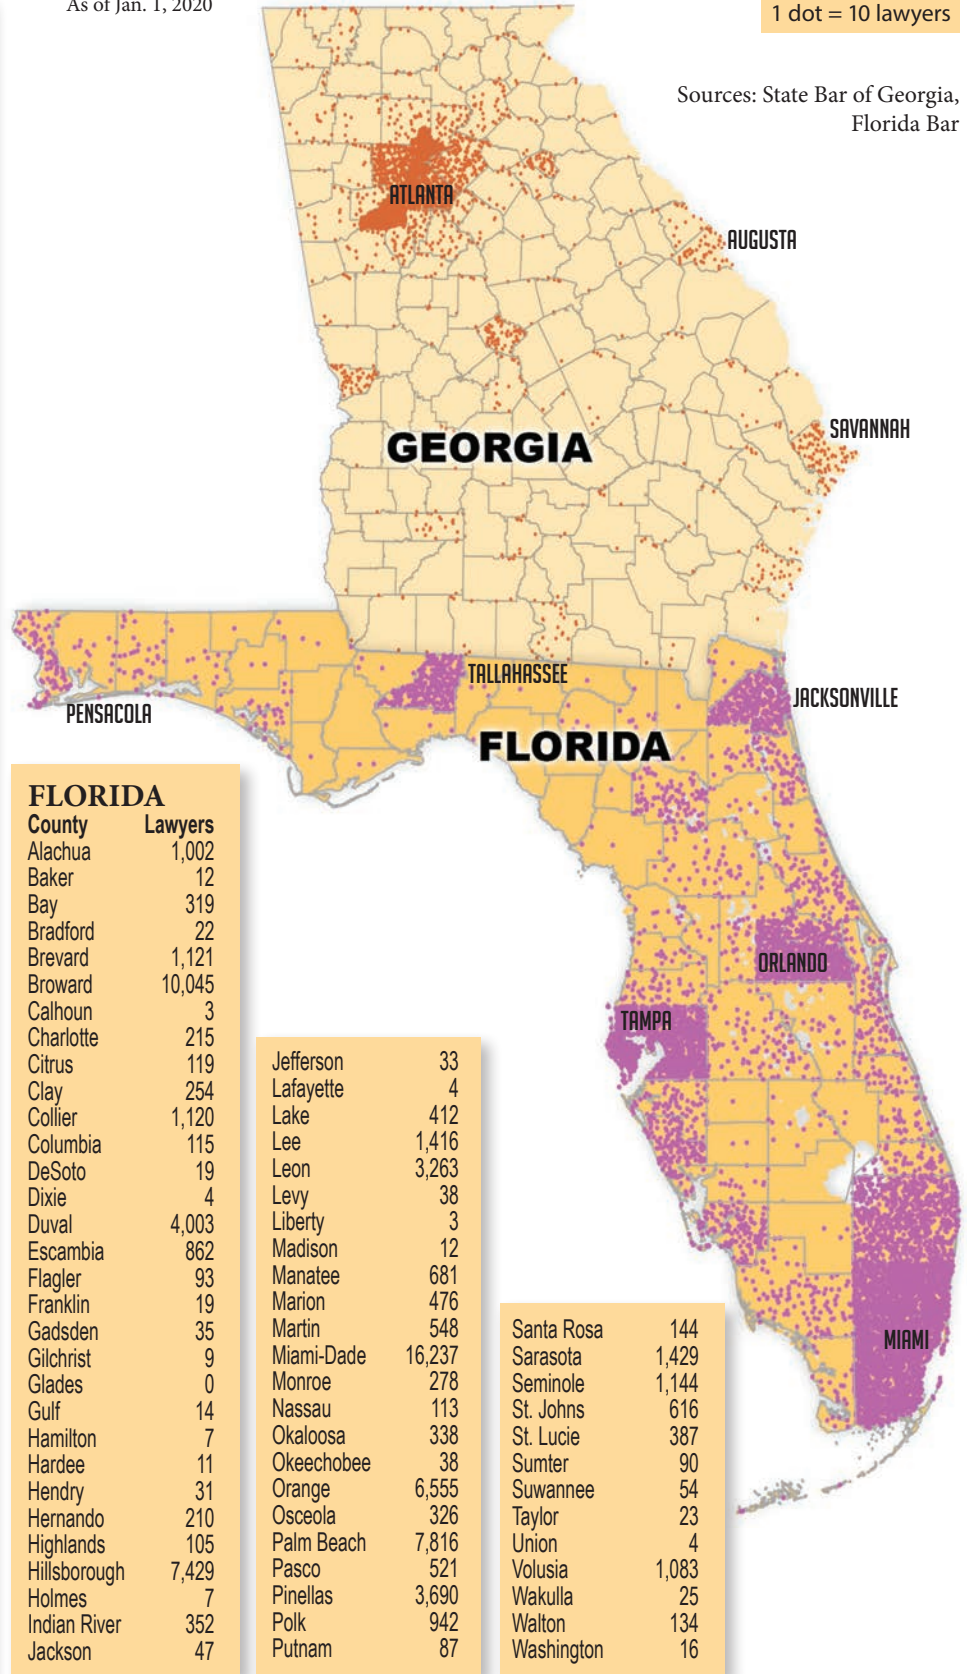 As of Jan. 1, 2020
1 dot = 10 lawyers
Sources: State Bar of Georgia,
Florida Bar
ATLANTA
AUGUSTA
SAVANNAH
GEORGIA
TALLAHASSEE
JACKSONVILLE
PENSACOLA
FLORIDA
ORLANDO
TAMPA
MIAMI
FLORIDA
County Lawyers
Alachua 1,002
Baker 12
Bay 319
Bradford 22
Brevard 1,121
Broward 10,045
Calhoun 3
Charlotte 215
Citrus 119
Clay 254
Collier 1,120
Columbia 115
DeSoto 19
Dixie 4
Duval 4,003
Escambia 862
Flagler 93
Franklin 19
Gadsden 35
Gilchrist 9
Glades 0
Gulf 14
Hamilton 7
Hardee 11
Hendry 31
Hernando 210
Highlands 105
Hillsborough 7,429
Holmes 7
Indian River 352
Jackson 47
Jefferson 33
Lafayette 4
Lake 412
Lee 1,416
Leon 3,263
Levy 38
Liberty 3
Madison 12
Manatee 681
Marion 476
Martin 548
Miami-Dade 16,237
Monroe 278
Nassau 113
Okaloosa 338
Okeechobee 38
Orange 6,555
Osceola 326
Palm Beach 7,816
Pasco 521
Pinellas 3,690
Polk 942
Putnam 87
Santa Rosa 144
Sarasota 1,429
Seminole 1,144
St. Johns 616
St. Lucie 387
Sumter 90
Suwannee 54
Taylor 23
Union 4
Volusia 1,083
Wakulla 25
Walton 134
Washington 16